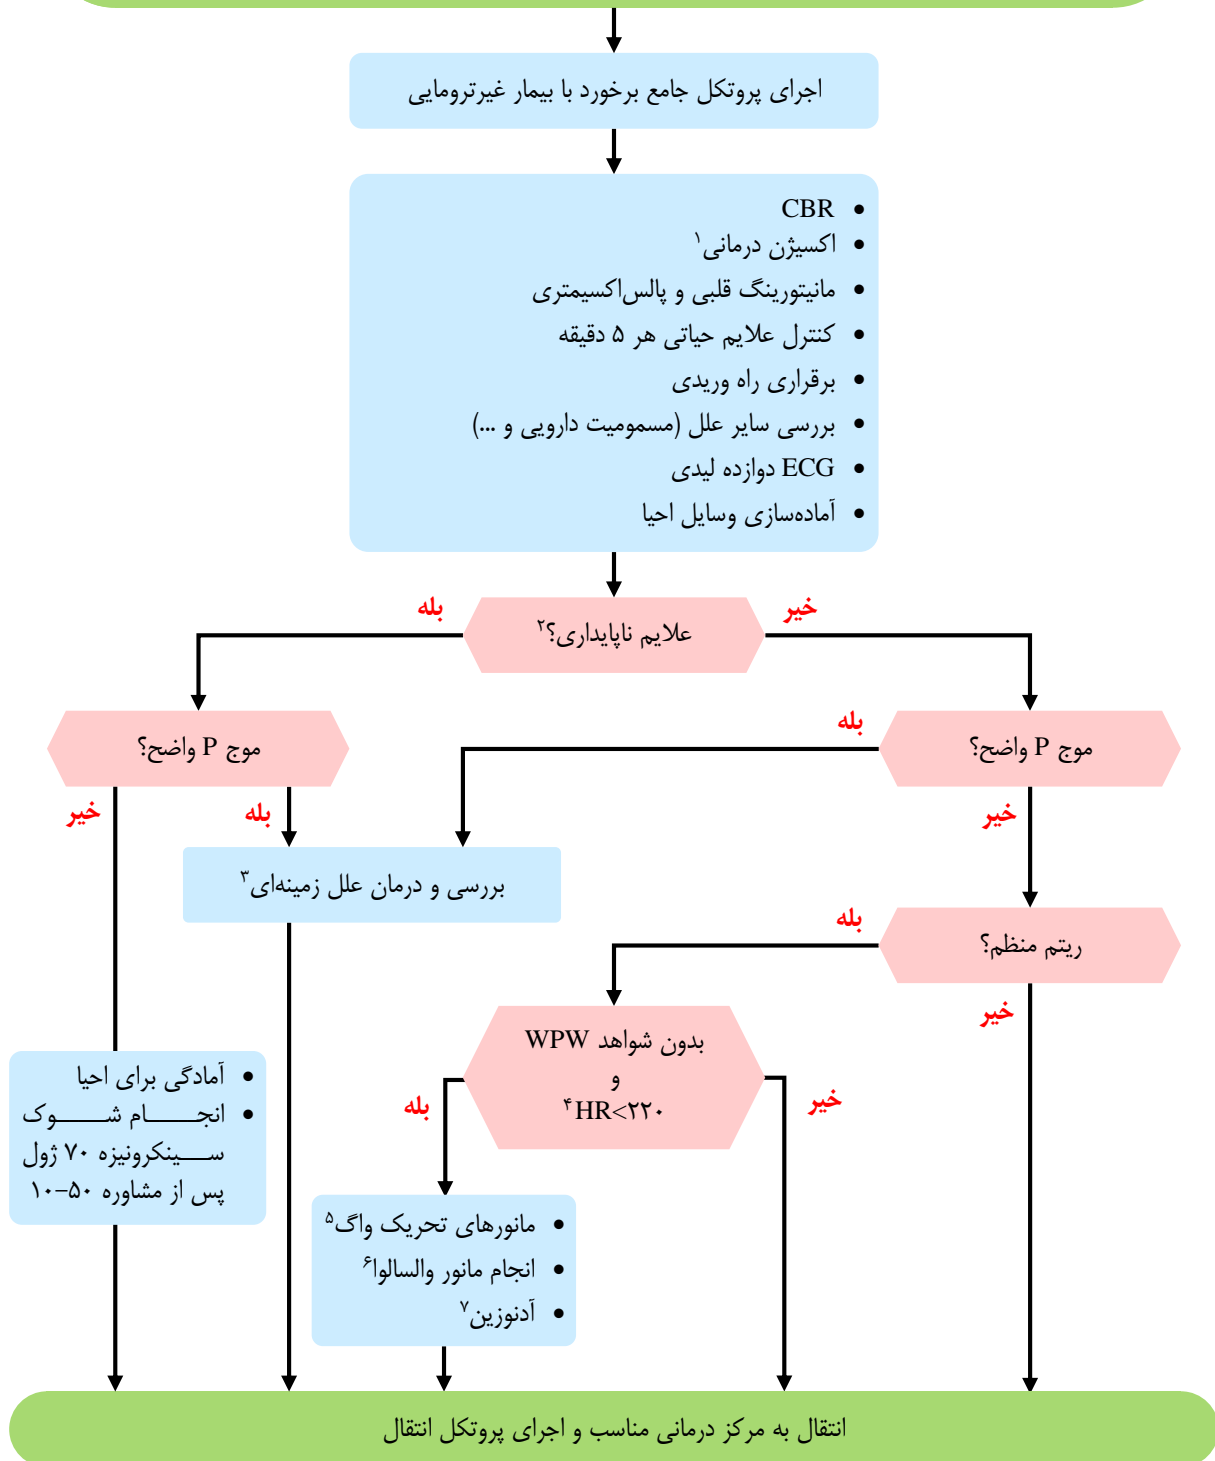 اجرای پروتکل جامع برخورد با بیمار غیرترومایی
• CBR
• اکسیژن درمانی۱
• مانیتورینگ قلبی و پالس‌اکسیمتری
• کنترل علایم حیاتی هر ۵ دقیقه
• برقراری راه وریدی
• بررسی سایر علل (مسمومیت دارویی و ...)
• ECG دوازده لیدی
• آماده‌سازی وسایل احیا
خیر
بله
علایم ناپایداری؟۲
موج P واضح؟
بله
موج P واضح؟
خیر
بله
خیر
بررسی و درمان علل زمینه‌ای۳
بله
ریتم منظم؟
خیر
بدون شواهد WPW
و
HR<۲۲۰۴
خیر
بله
• آمادگی برای احیا
• انجام شوک
سینکرونیزه ۷۰ ژول
پس از مشاوره ۵۰-۱۰
• مانورهای تحریک واگ۵
• انجام مانور والسالوا۶
• آدنوزین۷
انتقال به مرکز درمانی مناسب و اجرای پروتکل انتقال